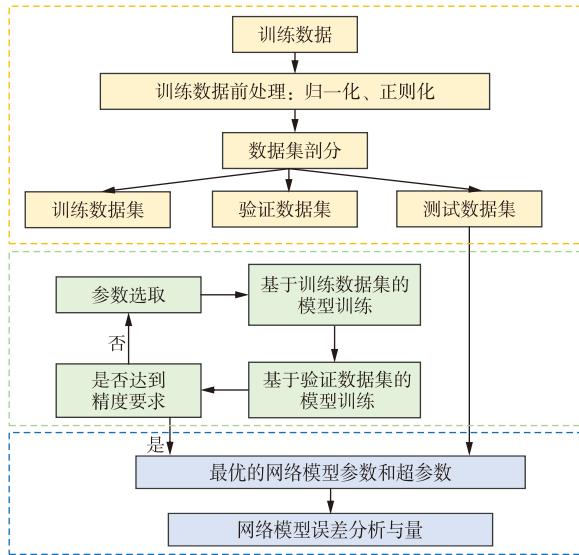 训练数据
训练数据前处理：归一化、正则化
数据集剖分
训练数据集
验证数据集
测试数据集
参数选取
基于训练数据集的
模型训练
否
是否达到
精度要求
基于验证数据集的
模型训练
是
最优的网络模型参数和超参数
网络模型误差分析与量